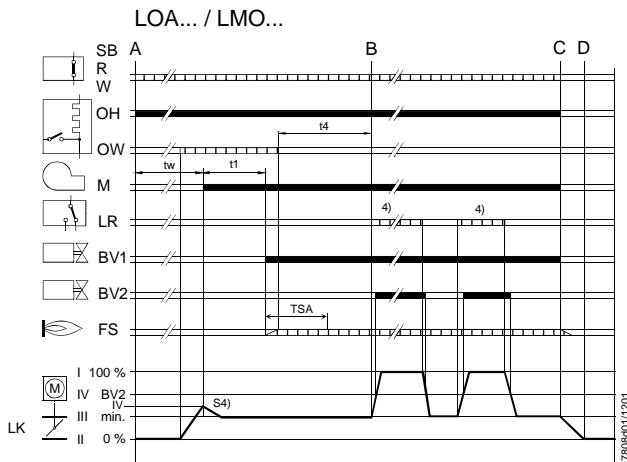 LOA... / LMO...
SB A B C D
R
W
OH
t4
OW
tw t1
M
4) 4)
LR
BV1
BV2
TSA
FS
I 100 %
M IV BV2
IV S4)
LK III min.
II 0 %
7808d01/1201